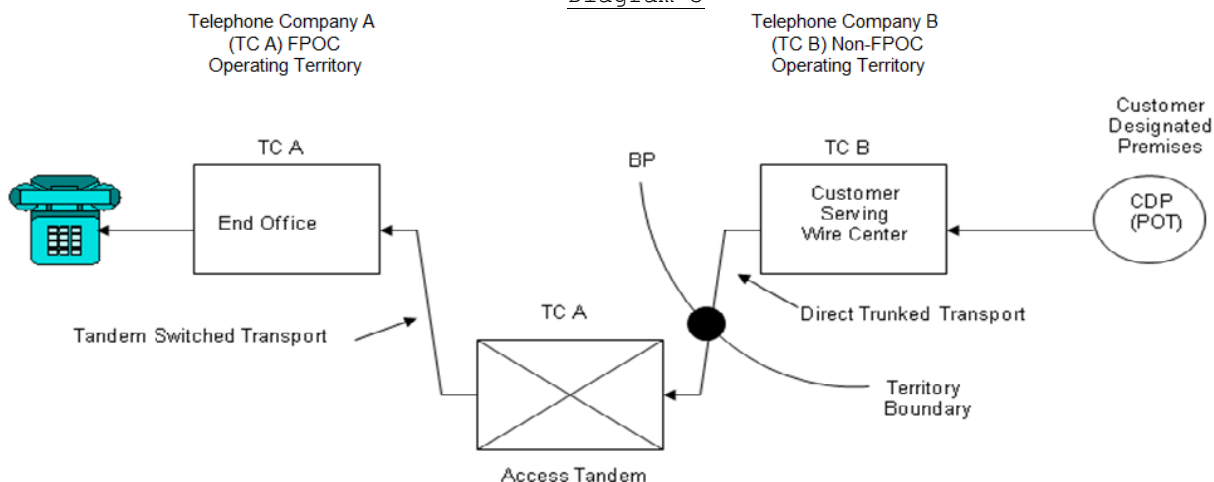 Telephone Company A
(TC A) FPOC
Operating Territory
Telephone Company B
(TC B) Non-FPOC
Operating Territory
Customer
Designated
Premises
TC A
TC B
BP
End Office
Customer
Serving
Wire Center
CDP
(POT)
TC A
Direct Trunked Transport
Tandem Switched Transport
Territory
Boundary
Access Tandem